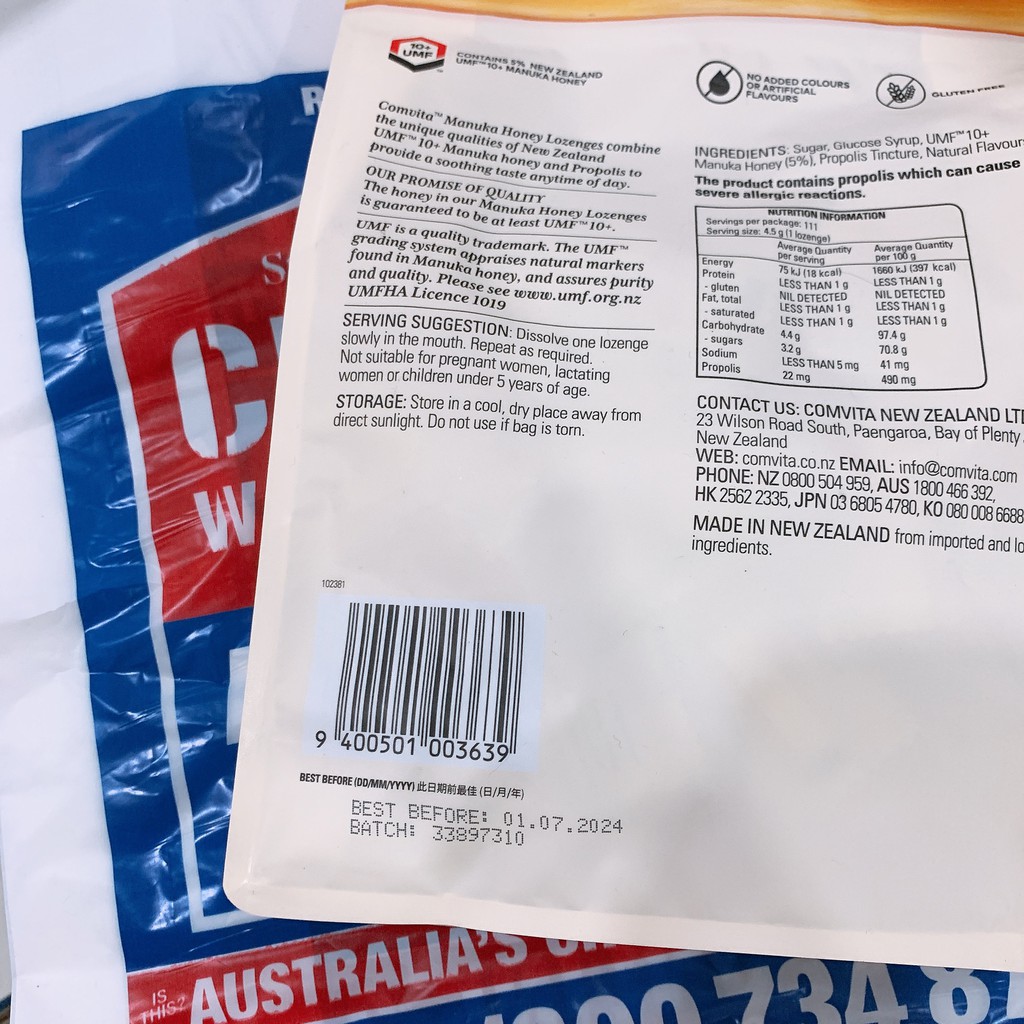 10+
UMF
CONTAINS 5% NEW ZEALAND
UMF™ 10+ MANUKA HONEY
NO ADDED COLOURS
OR ARTIFICIAL
FLAVOURS
GLUTEN FREE
Comvita™ Manuka Honey Lozenges combine
the unique qualities of New Zealand
UMF™ 10+ Manuka honey and Propolis to
provide a soothing taste anytime of day.
OUR PROMISE OF QUALITY
The honey in our Manuka Honey Lozenges
is guaranteed to be at least UMF™ 10+.
UMF is a quality trademark. The UMF™
grading system appraises natural markers
found in Manuka honey, and assures purity
and quality. Please see www.umf.org.nz
UMFHA Licence 1019
SERVING SUGGESTION: Dissolve one lozenge
slowly in the mouth. Repeat as required.
Not suitable for pregnant women, lactating
women or children under 5 years of age.
STORAGE: Store in a cool, dry place away from
direct sunlight. Do not use if bag is torn.
INGREDIENTS: Sugar, Glucose Syrup, UMF™ 10+
Manuka Honey (5%), Propolis Tincture, Natural Flavour
The product contains propolis which can cause
severe allergic reactions.
NUTRITION INFORMATION
Servings per package: 111
Serving size: 4.5 g (1 lozenge)
Average Quantity per serving Average Quantity per 100 g
Energy 75 kJ (18 kcal) 1660 kJ (397 kcal)
Protein LESS THAN 1 g LESS THAN 1 g
- gluten NIL DETECTED NIL DETECTED
Fat, total LESS THAN 1 g LESS THAN 1 g
- saturated LESS THAN 1 g LESS THAN 1 g
Carbohydrate 4.4 g 97.4 g
- sugars 3.2 g 70.8 g
Sodium LESS THAN 5 mg 41 mg
Propolis 22 mg 490 mg
CONTACT US: COMVITA NEW ZEALAND
23 Wilson Road South, Paengaroa, Bay of Plenty
New Zealand
WEB: comvita.co.nz EMAIL: info@comvita.com
PHONE: NZ 0800 504 959, AUS 1800 466 392,
HK 2562 2335, JPN 03 6805 4780, KO 080 008 6688
MADE IN NEW ZEALAND from imported and
ingredients.
102381
9 400501 003639
BEST BEFORE (DD/MM/YYYY) 此日期前最佳 (日/月/年)
BEST BEFORE: 01.07.2024
BATCH: 33897310
IS
THIS?
AUSTRALIA'S
734